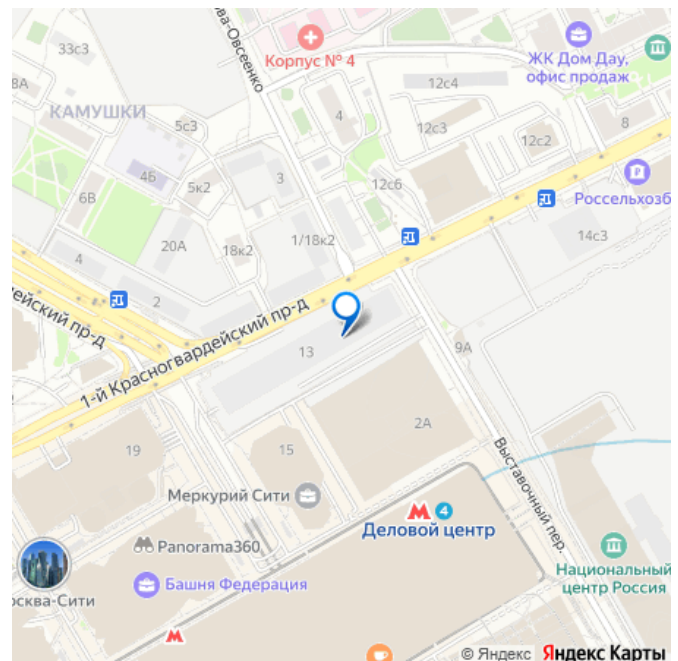 33с3
ва-Овсеенко
Корпус № 4
ЖК Дом Дау,
офис продаж
8А
КАМУШКИ
12с4
5с3
4
12с3
8
12с2
4Б
5к2
3
12с6
Россельхозб
6В
20А
18к2
1/18к2
14с3
4
2
ейский пр-д
1-й Красногвардейский пр-д
13
9А
2А
19
15
Выставочный пер.
Меркурий Сити
4
Деловой центр
Panorama360
Национальный
центр Россия
Башня Федерация
осква-Сити
© Яндекс Яндекс Карты